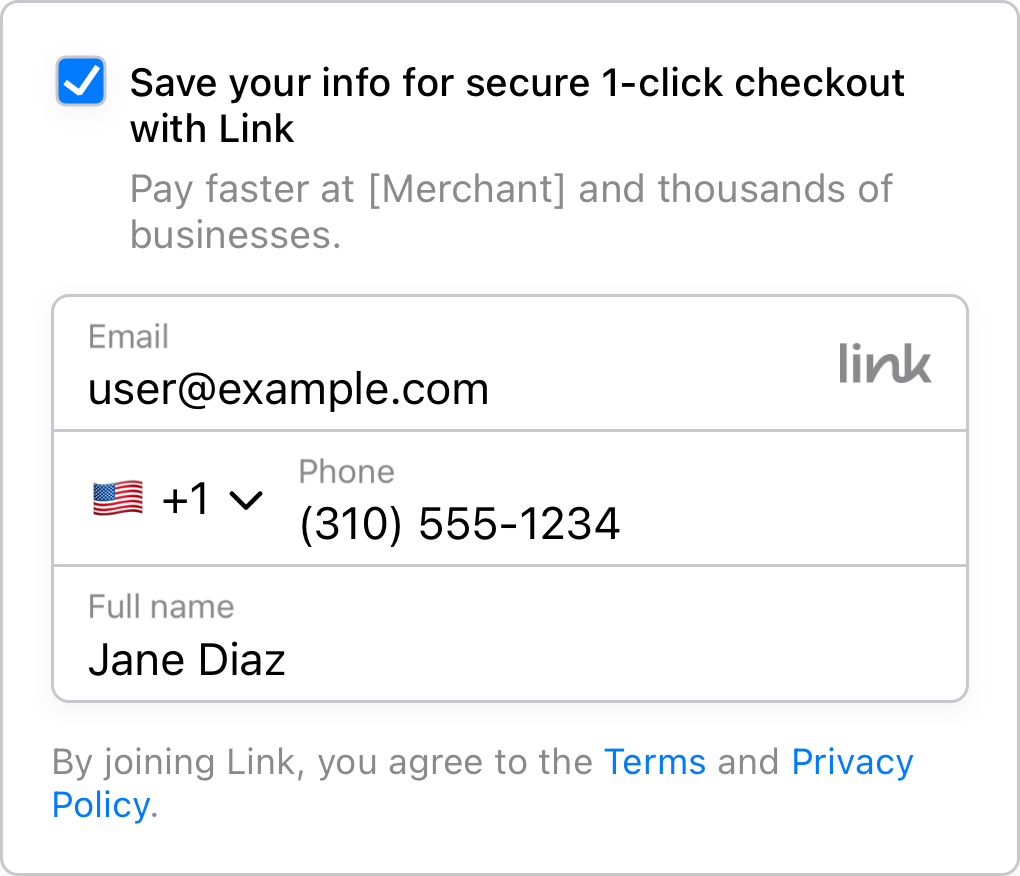 Save your info for secure 1-click checkout
with Link
Pay faster at [Merchant] and thousands of
businesses.
Email
user@example.com
link
+1
Phone
(310) 555-1234
Full name
Jane Diaz
By joining Link, you agree to the Terms and Privacy
Policy.